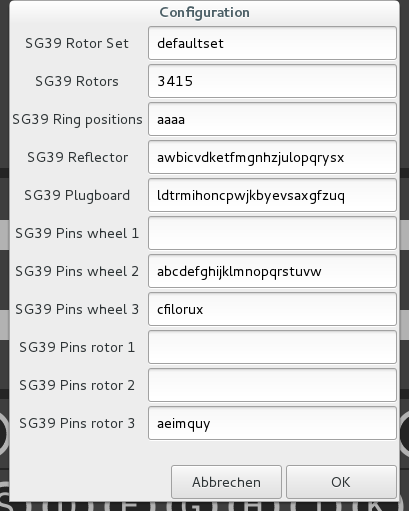 Configuration
SG39 Rotor Set defaultset
SG39 Rotors 3415
SG39 Ring positions aaaa
SG39 Reflector awbicvdketfmgnhzjulopqrysx
SG39 Plugboard ldtrmihoncpwjkbyevsaxgfzuq
SG39 Pins wheel 1
SG39 Pins wheel 2 abcdefghijklmnopqrstuvw
SG39 Pins wheel 3 cfilorux
SG39 Pins rotor 1
SG39 Pins rotor 2
SG39 Pins rotor 3 aeimquy
Abbrechen OK